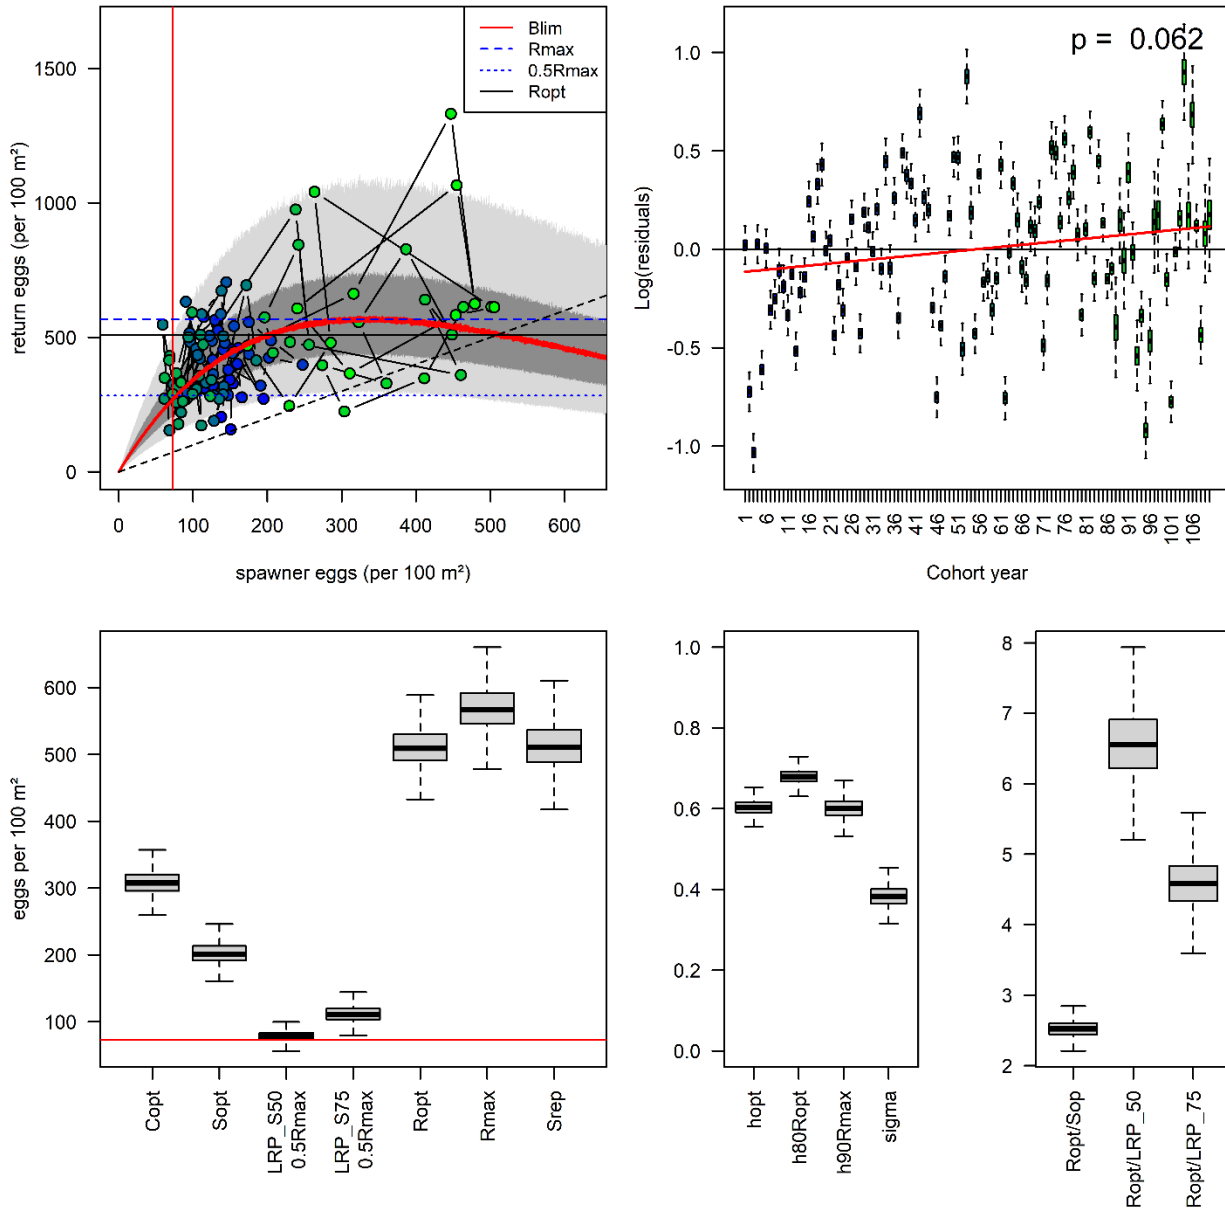 Blim
Rmax
0.5Rmax
Ropt
1500
1000
500
0
return eggs (per 100 m²)
0 100 200 300 400 500 600
spawner eggs (per 100 m²)
p = 0.062
1.0
0.5
0.0
-0.5
-1.0
Log(residuals)
1 6 11 16 21 26 31 36 41 46 51 56 61 66 71 76 81 86 91 96 101 106
Cohort year
600
500
400
300
200
100
eggs per 100 m²
Copt
Sopt
LRP_S50
0.5Rmax
LRP_S75
0.5Rmax
Ropt
Rmax
Srep
1.0
0.8
0.6
0.4
0.2
0.0
hopt
h80Ropt
h90Rmax
sigma
8
7
6
5
4
3
2
Ropt/Sop
Ropt/LRP_50
Ropt/LRP_75